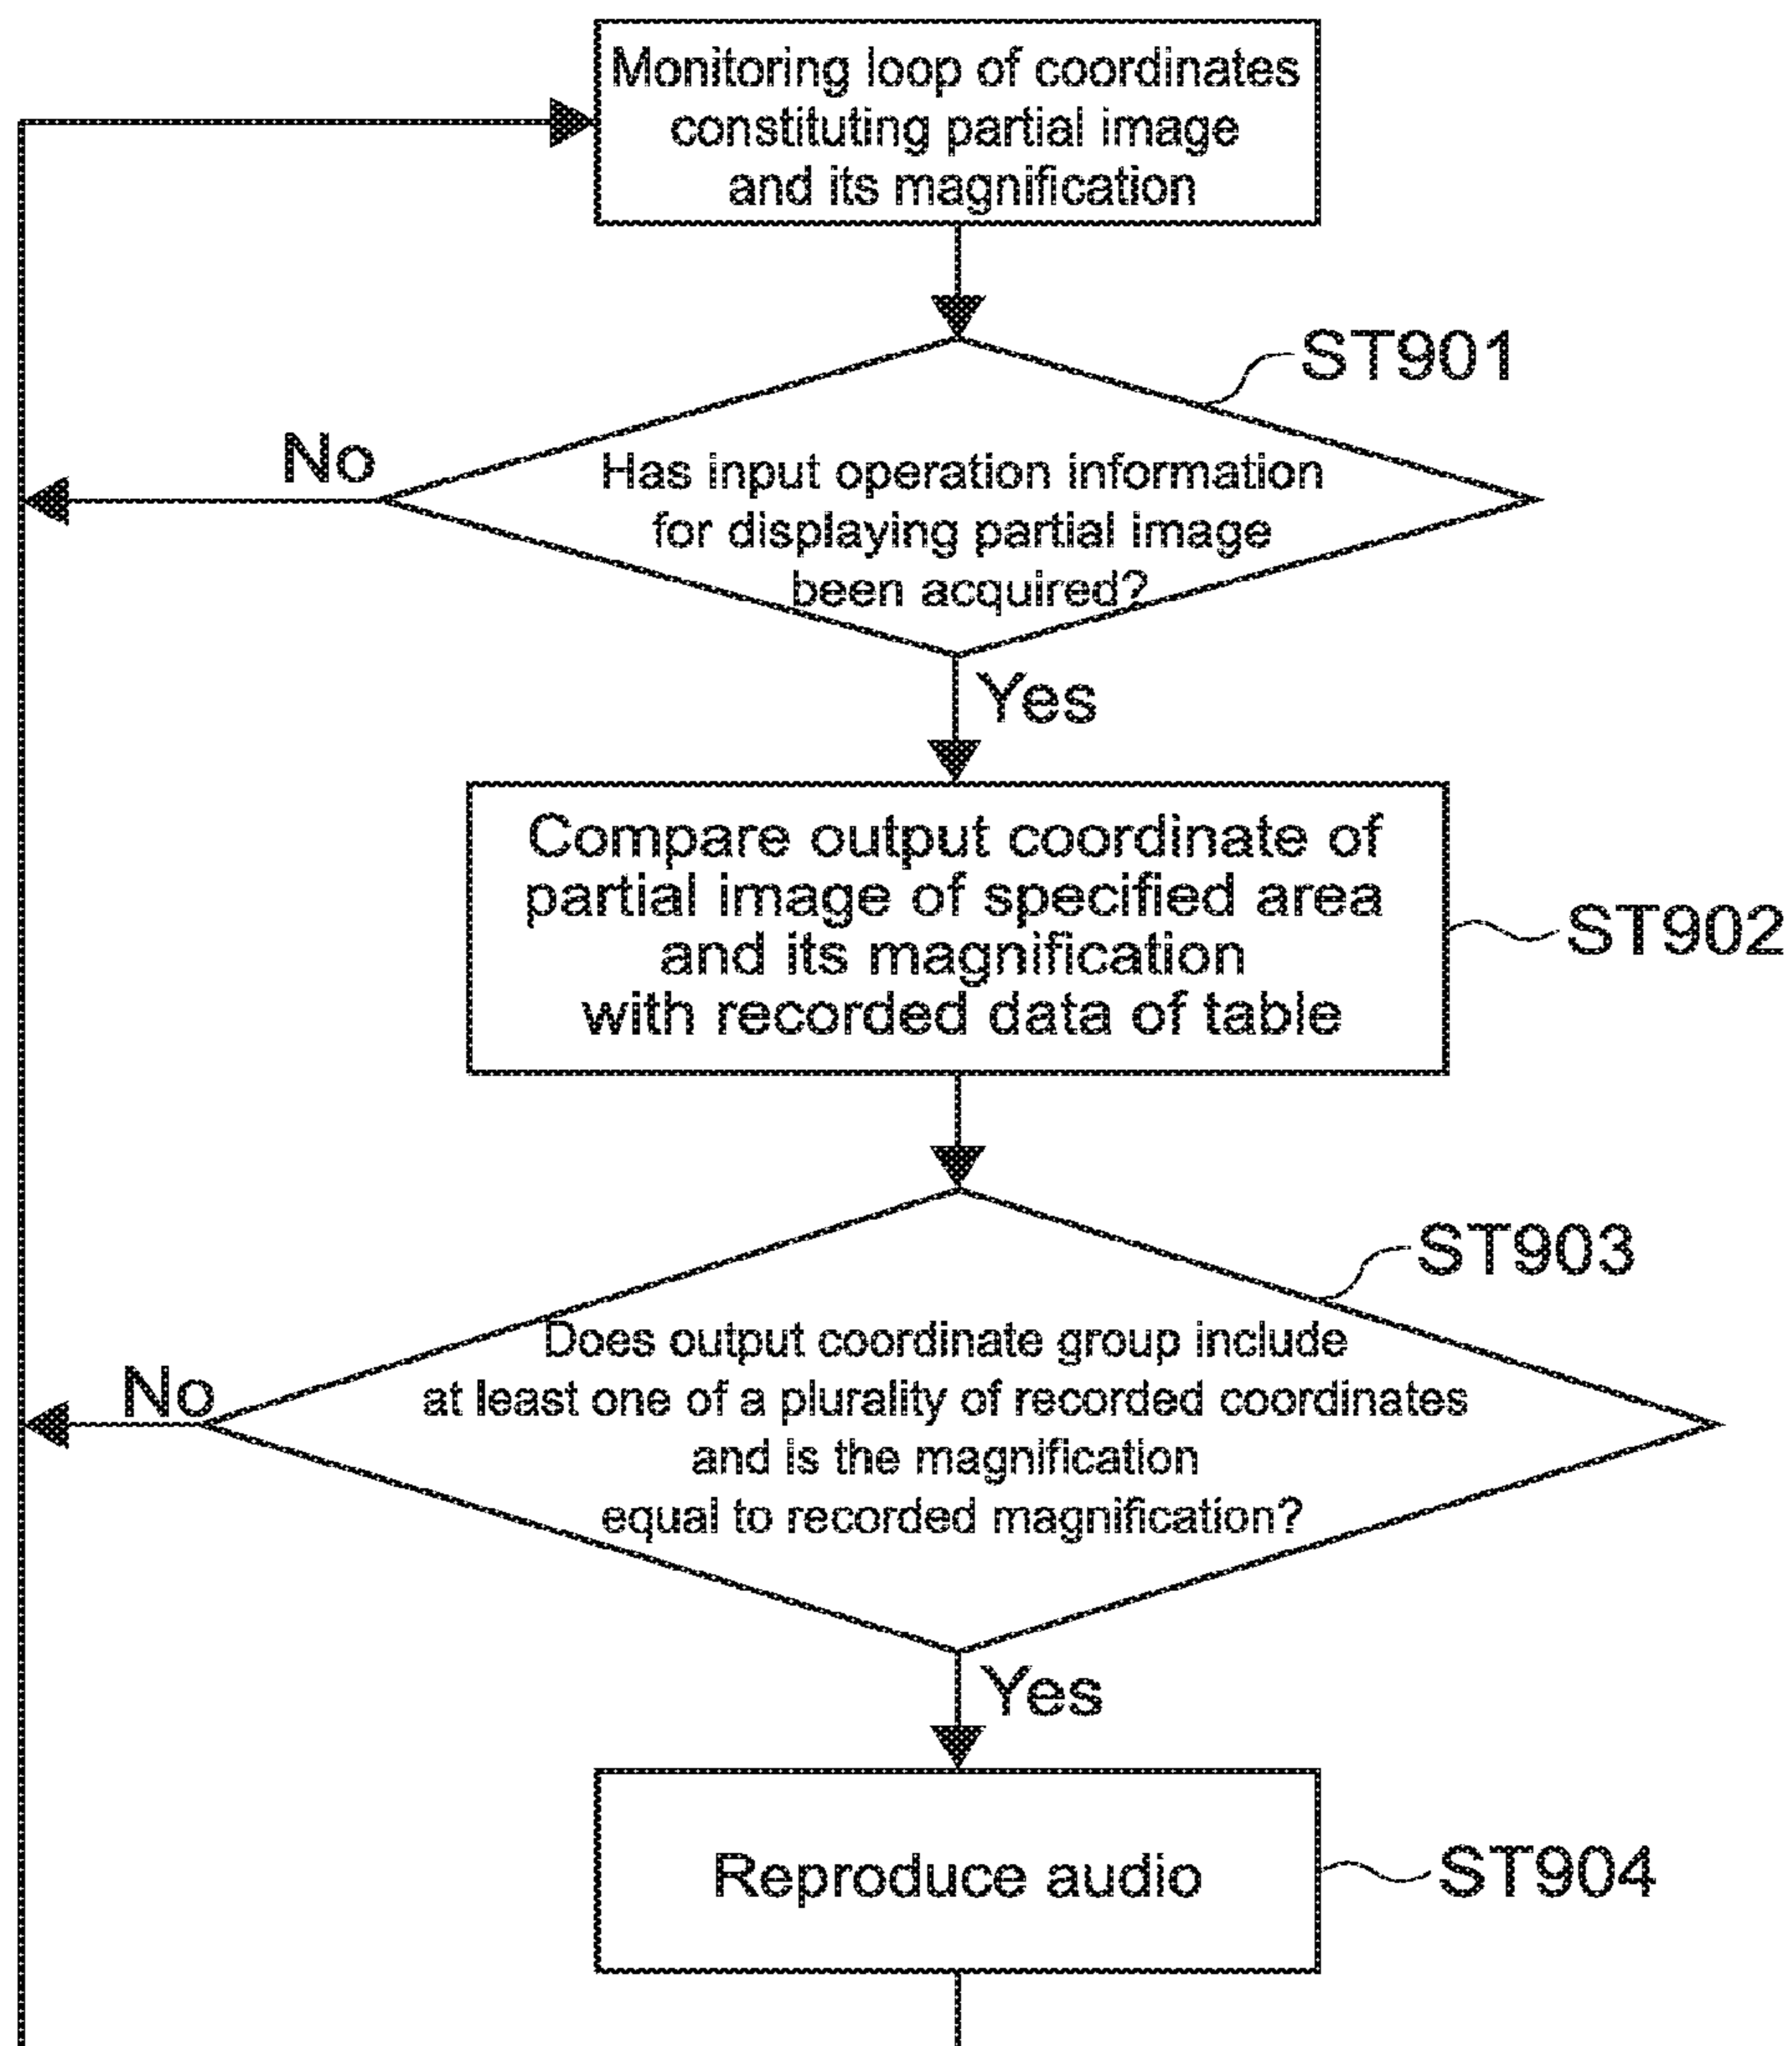 Monitoring loop of coordinates
constituting partial image
and its magnification
ST901
No
Has input operation information
for displaying partial image
been acquired?
Yes
Compare output coordinate of
partial image of specified area
and its magnification
with recorded data of table
ST902
ST903
No
Does output coordinate group include
at least one of a plurality of recorded coordinates
and is the magnification
equal to recorded magnification?
Yes
Reproduce audio
ST904